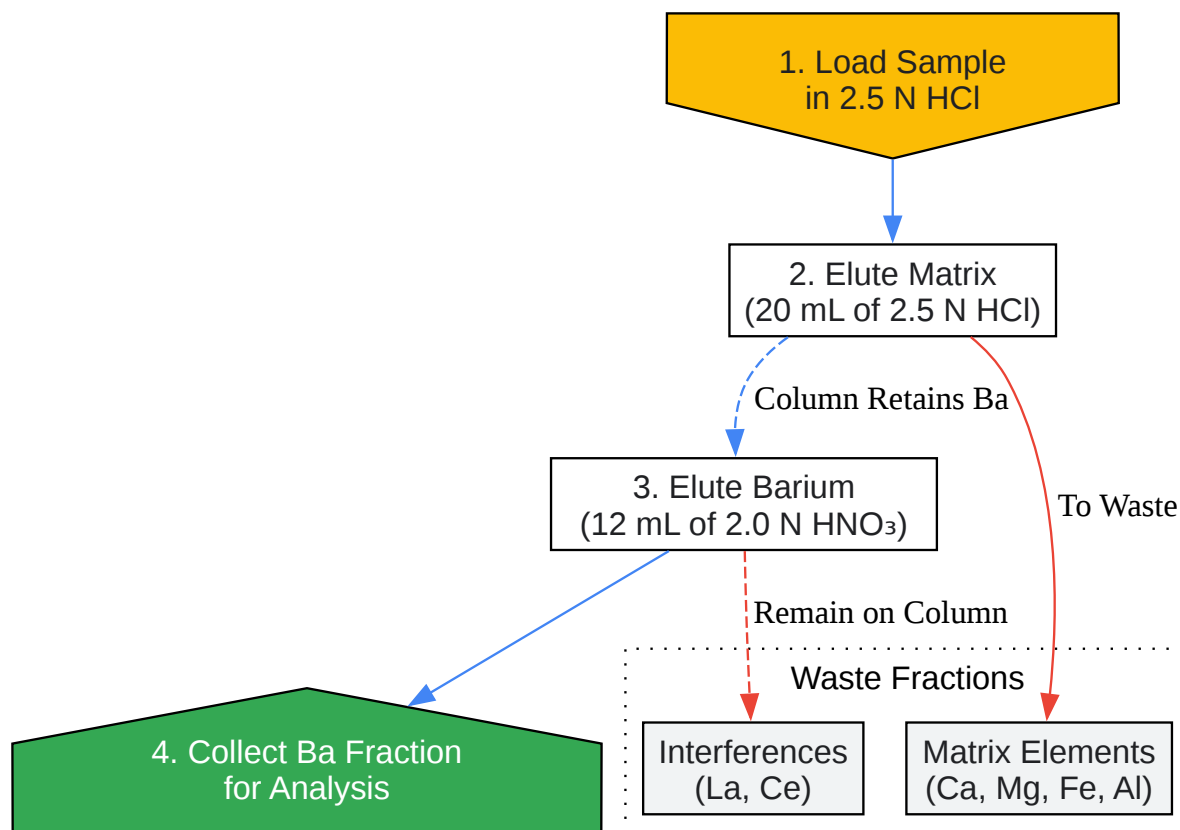 1. Load Sample
in 2.5 N HCl
2. Elute Matrix
(20 mL of 2.5 N HCl)
Column Retains Ba
3. Elute Barium
(12 mL of 2.0 N HNO₃)
To Waste
Remain on Column
Waste Fractions
4. Collect Ba Fraction
for Analysis
Interferences
(La, Ce)
Matrix Elements
(Ca, Mg, Fe, Al)